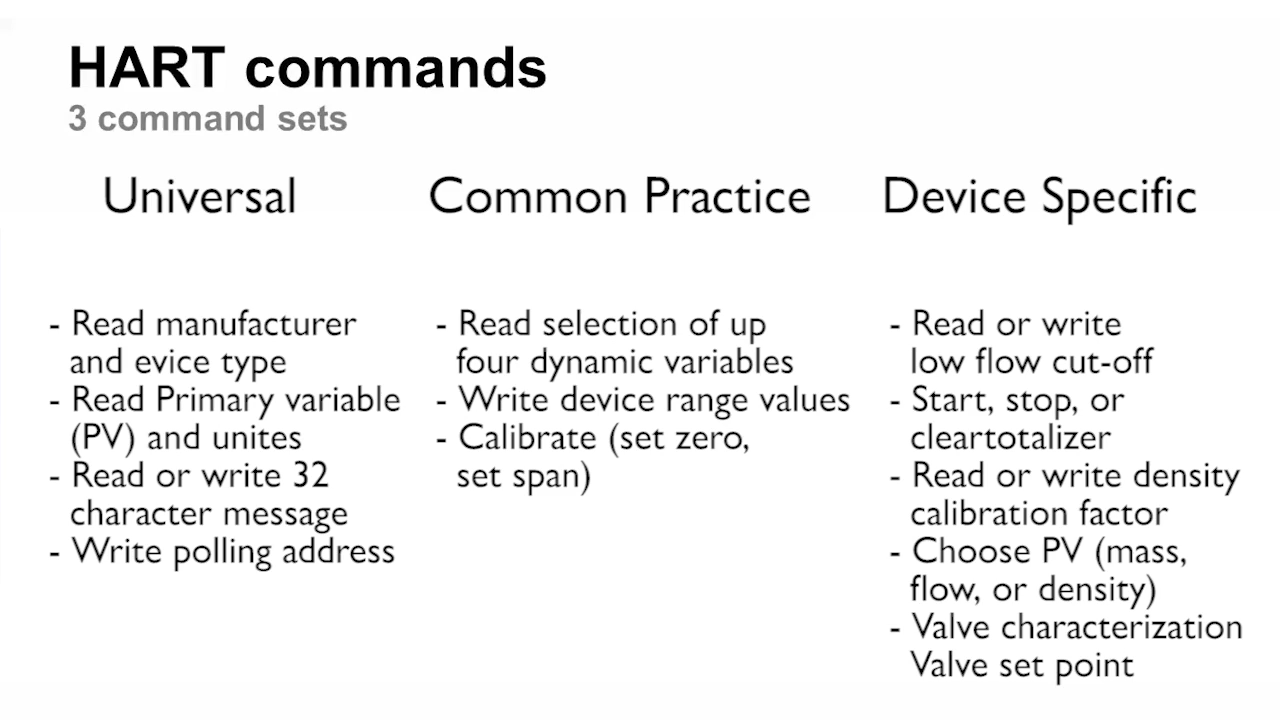 HART commands
3 command sets
Universal
- Read manufacturer
and evice type
- Read Primary variable
(PV) and unites
- Read or write 32
character message
- Write polling address
Common Practice
- Read selection of up
four dynamic variables
- Write device range values
- Calibrate (set zero,
set span)
Device Specific
- Read or write
low flow cut-off
- Start, stop, or
cleartotalizer
- Read or write density
calibration factor
- Choose PV (mass,
flow, or density)
- Valve characterization
Valve set point